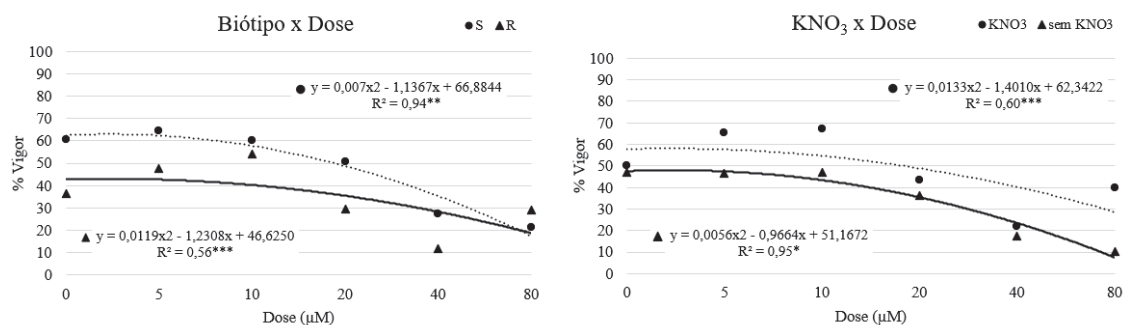 Biótipo x Dose
S R
100
90
80
70
60
50
40
30
20
10
0
% Vigor
y = 0,007x2 - 1,1367x + 66,8844
R² = 0,94**
y = 0,0119x2 - 1,2308x + 46,6250
R² = 0,56***
0 5 10 20 40 80
Dose (µM)
KNO₃ x Dose
KNO3 sem KNO3
100
90
80
70
60
50
40
30
20
10
0
% Vigor
y = 0,0133x2 - 1,4010x + 62,3422
R² = 0,60***
y = 0,0056x2 - 0,9664x + 51,1672
R² = 0,95*
0 5 10 20 40 80
Dose (µM)